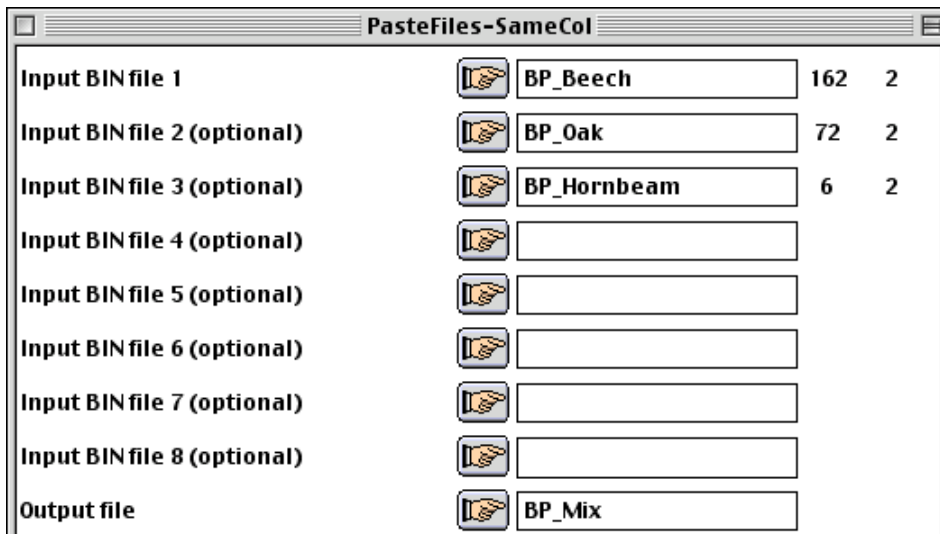 PasteFiles-SameCol
Input BIN file 1 BP_Beech 162 2
Input BIN file 2 (optional) BP_Oak 72 2
Input BIN file 3 (optional) BP_Hornbeam 6 2
Input BIN file 4 (optional)
Input BIN file 5 (optional)
Input BIN file 6 (optional)
Input BIN file 7 (optional)
Input BIN file 8 (optional)
Output file BP_Mix